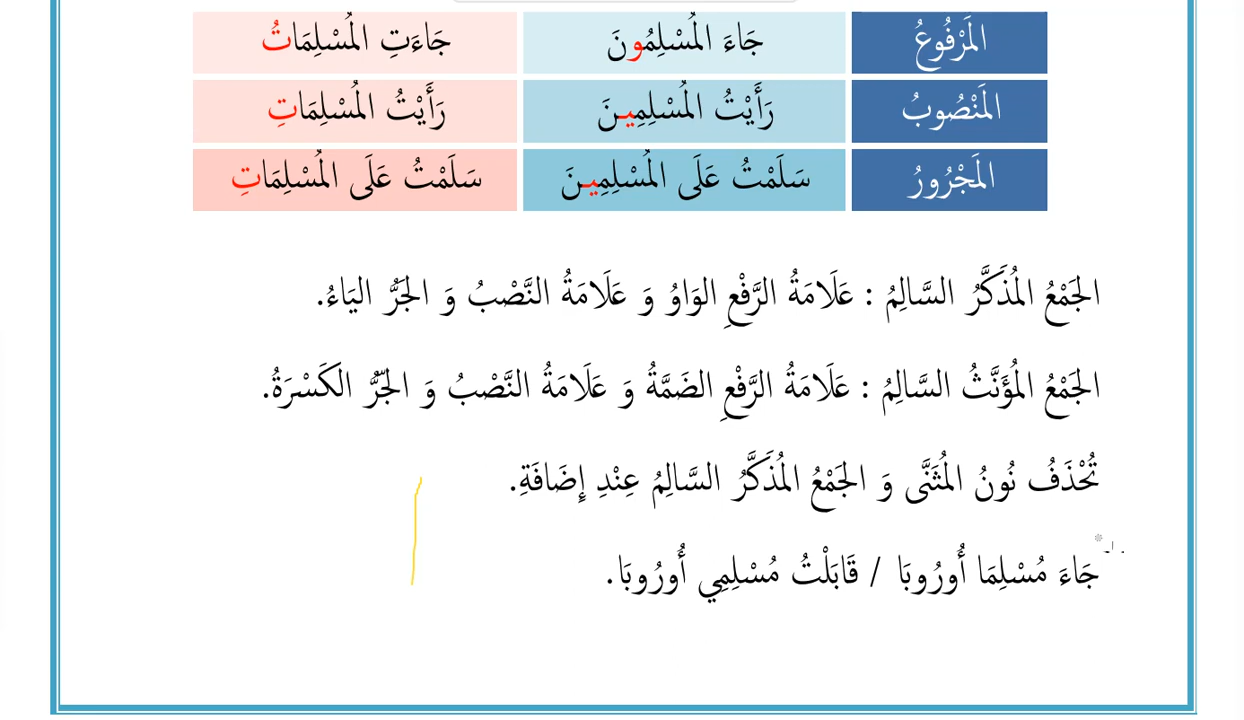 المَرْفُوعُ جَاءَ المُسْلِمُونَ جَاءَتِ المُسْلِمَاتُ
المَنْصُوبُ رَأَيْتُ المُسْلِمِينَ رَأَيْتُ المُسْلِمَاتِ
المَجْرُورُ سَلَمْتُ عَلَى المُسْلِمِينَ سَلَمْتُ عَلَى المُسْلِمَاتِ
الجَمْعُ المُذَكَّرُ السَّالِمُ : عَلَامَةُ الرَّفْعِ الوَاوُ وَ عَلَامَةُ النَّصْبُ وَ الجَرُّ اليَاءُ.
الجَمْعُ المُؤَنَّثُ السَّالِمُ : عَلَامَةُ الرَّفْعِ الضَمَّةُ وَ عَلَامَةُ النَّصْبُ وَ الجّرُّ الكَسْرَةُ.
تُحْذَفُ نُونُ المُثَنَّى وَ الجَمْعُ المُذَكَّرُ السَّالِمُ عِنْدِ إِضَافَةِ.
جَاءَ مُسْلِمَا أُورُوبَا / قَابَلْتُ مُسْلِمِي أُورُوبَا.